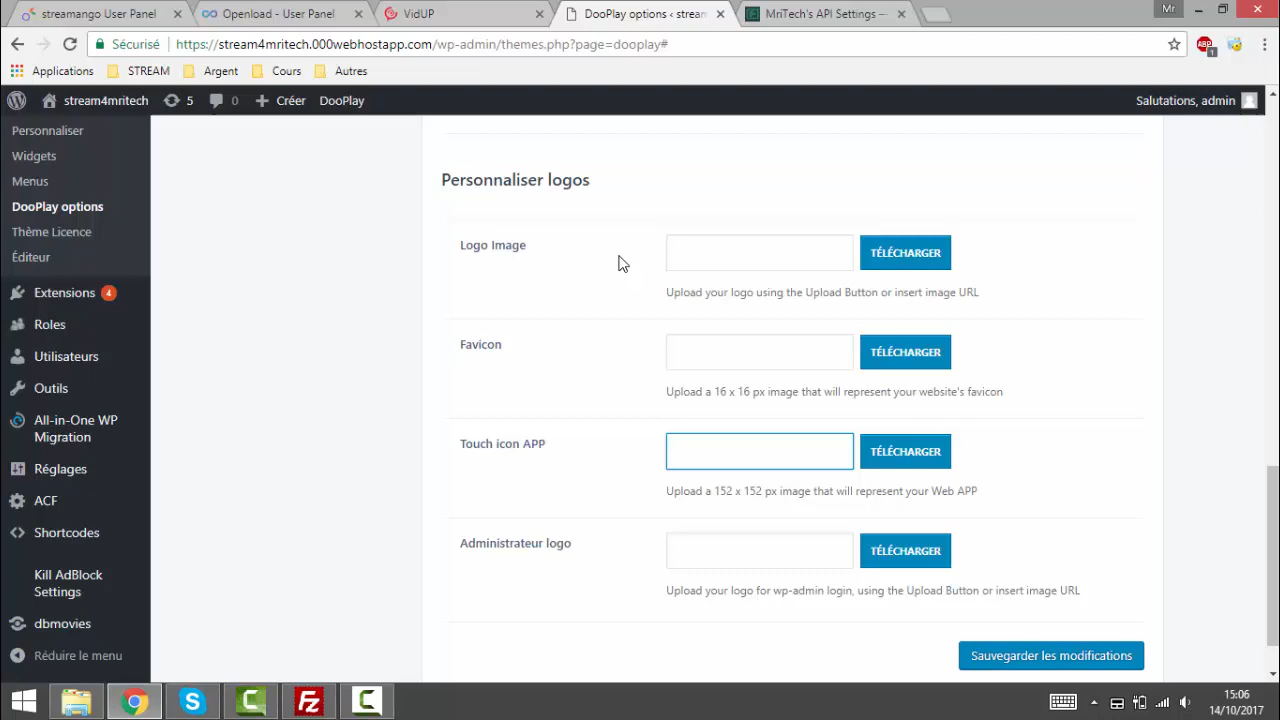 streamango User Panel
Openload - User Panel
VidUP
DooPlay options ‹ stream
MriTech's API Settings —
Mr
Sécurisé
https://stream4mritech.000webhostapp.com/wp-admin/themes.php?page=dooplay#
ABP
1
Applications
STREAM
Argent
Cours
Autres
stream4mritech
5
0
Créer
DooPlay
Salutations, admin
Personnaliser
Widgets
Menus
DooPlay options
Thème Licence
Éditeur
Extensions 4
Roles
Utilisateurs
Outils
All-in-One WP
Migration
Réglages
ACF
Shortcodes
Kill AdBlock
Settings
dbmovies
Réduire le menu
Personnaliser logos
Logo Image
TÉLÉCHARGER
Upload your logo using the Upload Button or insert image URL
Favicon
TÉLÉCHARGER
Upload a 16 x 16 px image that will represent your website's favicon
Touch icon APP
TÉLÉCHARGER
Upload a 152 x 152 px image that will represent your Web APP
Administrateur logo
TÉLÉCHARGER
Upload your logo for wp-admin login, using the Upload Button or insert image URL
Sauvegarder les modifications
15:06
14/10/2017